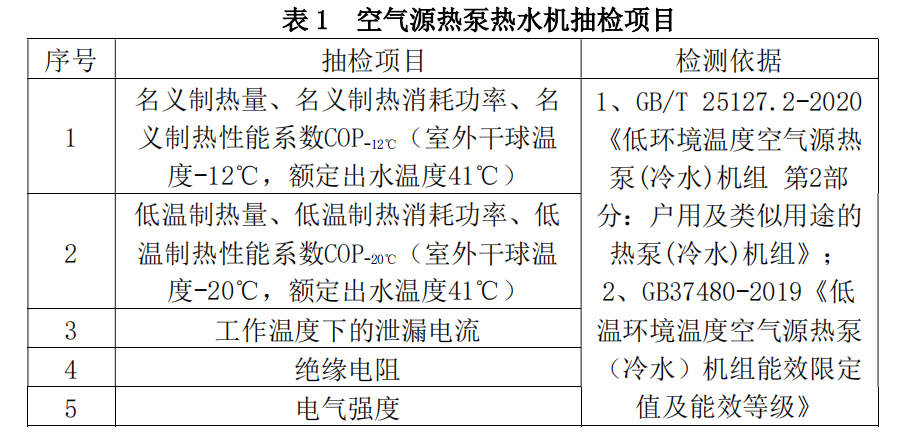 表1 空气源热泵热水机抽检项目
序号 抽检项目 检测依据
1
名义制热量、名义制热消耗功率、名
义制热性能系数COP-12℃（室外干球温
度-12℃，额定出水温度41℃）
2
低温制热量、低温制热消耗功率、低
温制热性能系数COP-20℃（室外干球温
度-20℃，额定出水温度41℃）
3 工作温度下的泄漏电流
4 绝缘电阻
5 电气强度
1、GB/T 25127.2-2020
《低环境温度空气源热
泵(冷水)机组 第2部
分：户用及类似用途的
热泵(冷水)机组》；
2、GB37480-2019《低
温环境温度空气源热泵
（冷水）机组能效限定
值及能效等级》